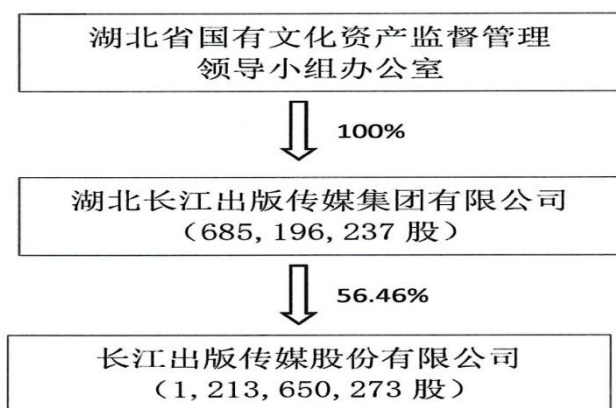 湖北省国有文化资产监督管理
领导小组办公室
100%
湖北长江出版传媒集团有限公司
（685, 196, 237 股）
56.46%
长江出版传媒股份有限公司
（1, 213, 650, 273 股）